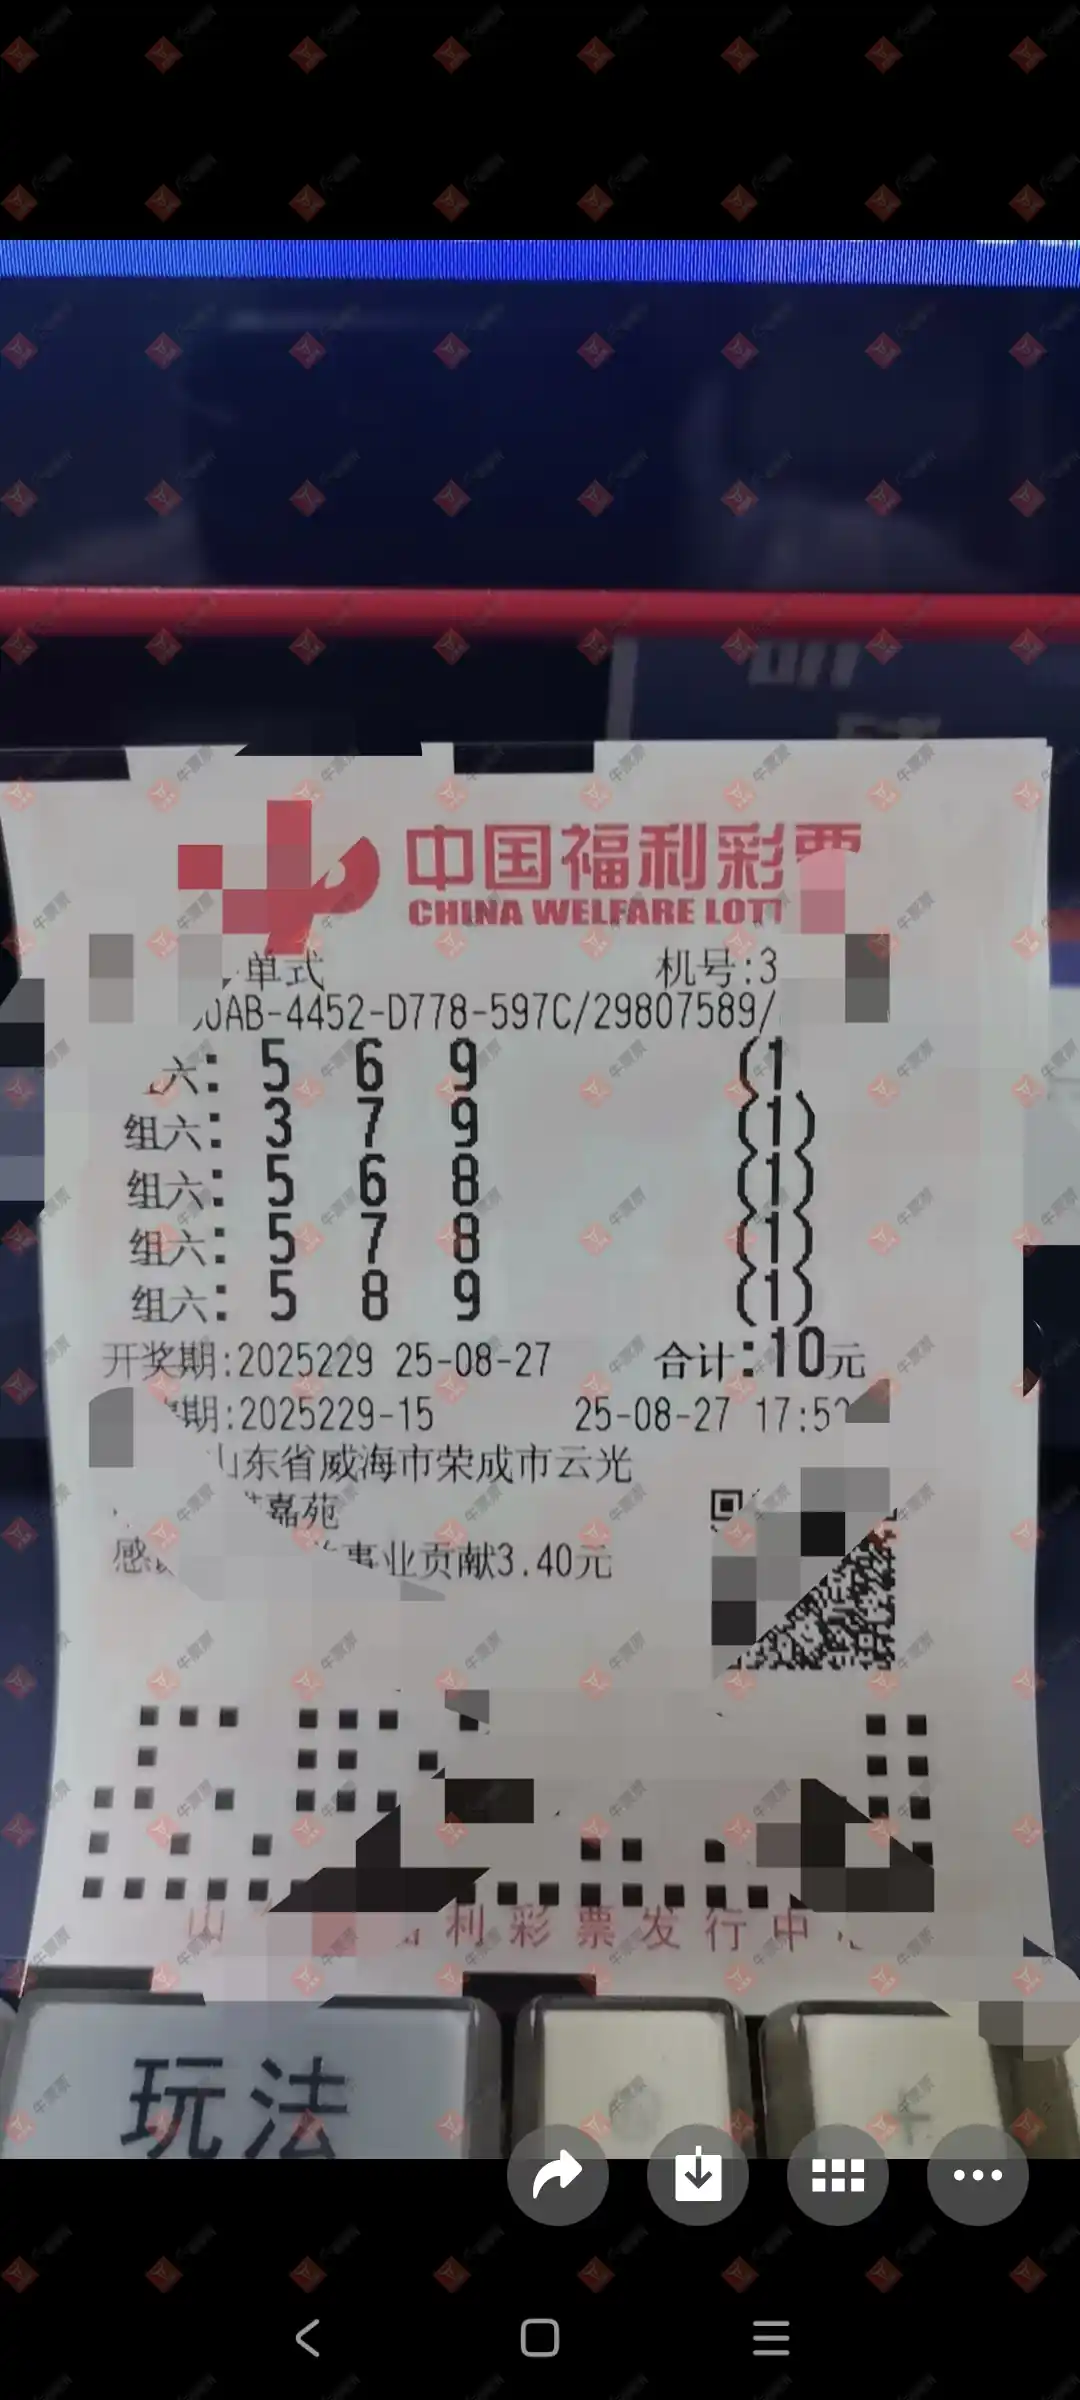 中国福利彩票
CHINA WELFARE LOT
单式 机号:3
0AB-4452-D778-597C/29807589/
六: 5 6 9 (1
组六: 3 7 9 (1)
组六: 5 6 8 (1)
组六: 5 7 8 (1)
组六: 5 8 9 (1)
开奖期:2025229 25-08-27 合计:10元
期:2025229-15 25-08-27 17:5
山东省威海市荣成市云光
嘉苑
感 事业贡献3.40元
山 利彩票发行中
玩法